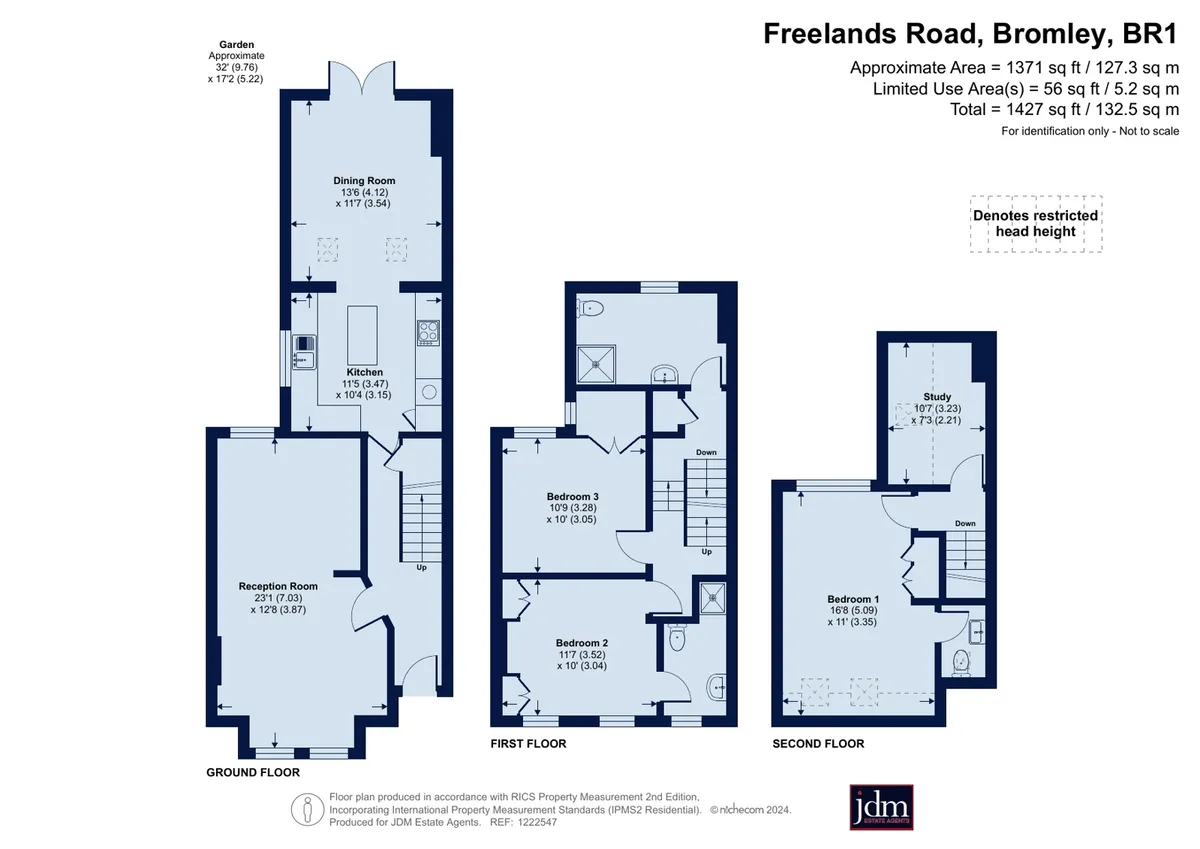 Freelands Road, Bromley, BR1
Approximate Area = 1371 sq ft / 127.3 sq m
Limited Use Area(s) = 56 sq ft / 5.2 sq m
Total = 1427 sq ft / 132.5 sq m
For identification only - Not to scale
Garden
Approximate
32' (9.76)
x 17'2 (5.22)
Denotes restricted
head height
Dining Room
13'6 (4.12)
x 11'7 (3.54)
Kitchen
11'5 (3.47)
x 10'4 (3.15)
Up
Reception Room
23'1 (7.03)
x 12'8 (3.87)
GROUND FLOOR
Down
Bedroom 3
10'9 (3.28)
x 10' (3.05)
Up
Bedroom 2
11'7 (3.52)
x 10' (3.04)
FIRST FLOOR
Study
10'7 (3.23)
x 7'3 (2.21)
Down
Bedroom 1
16'8 (5.09)
x 11' (3.35)
SECOND FLOOR
Floor plan produced in accordance with RICS Property Measurement 2nd Edition,
Incorporating International Property Measurement Standards (IPMS2 Residential). © nichecom 2024.
Produced for JDM Estate Agents. REF: 1222547
jdm
ESTATE AGENTS